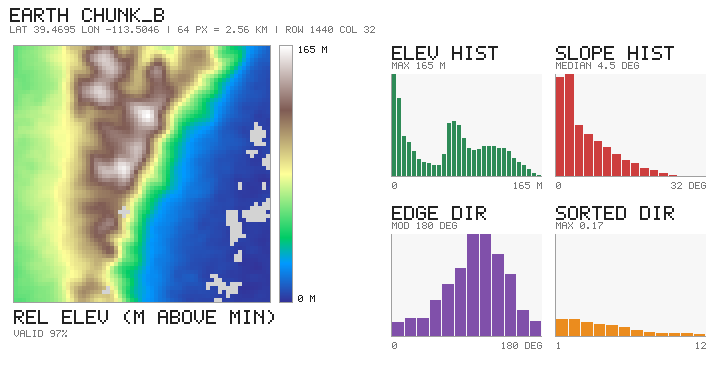 EARTH CHUNK_B
LAT 39.4695 LON -113.5046 | 64 PX = 2.56 KM | ROW 1440 COL 32
165 M
0 M
REL ELEV (M ABOVE MIN)
VALID 97%
ELEV HIST
MAX 165 M
0 165 M
SLOPE HIST
MEDIAN 4.5 DEG
0 32 DEG
EDGE DIR
MOD 180 DEG
0 180 DEG
SORTED DIR
MAX 0.17
1 12